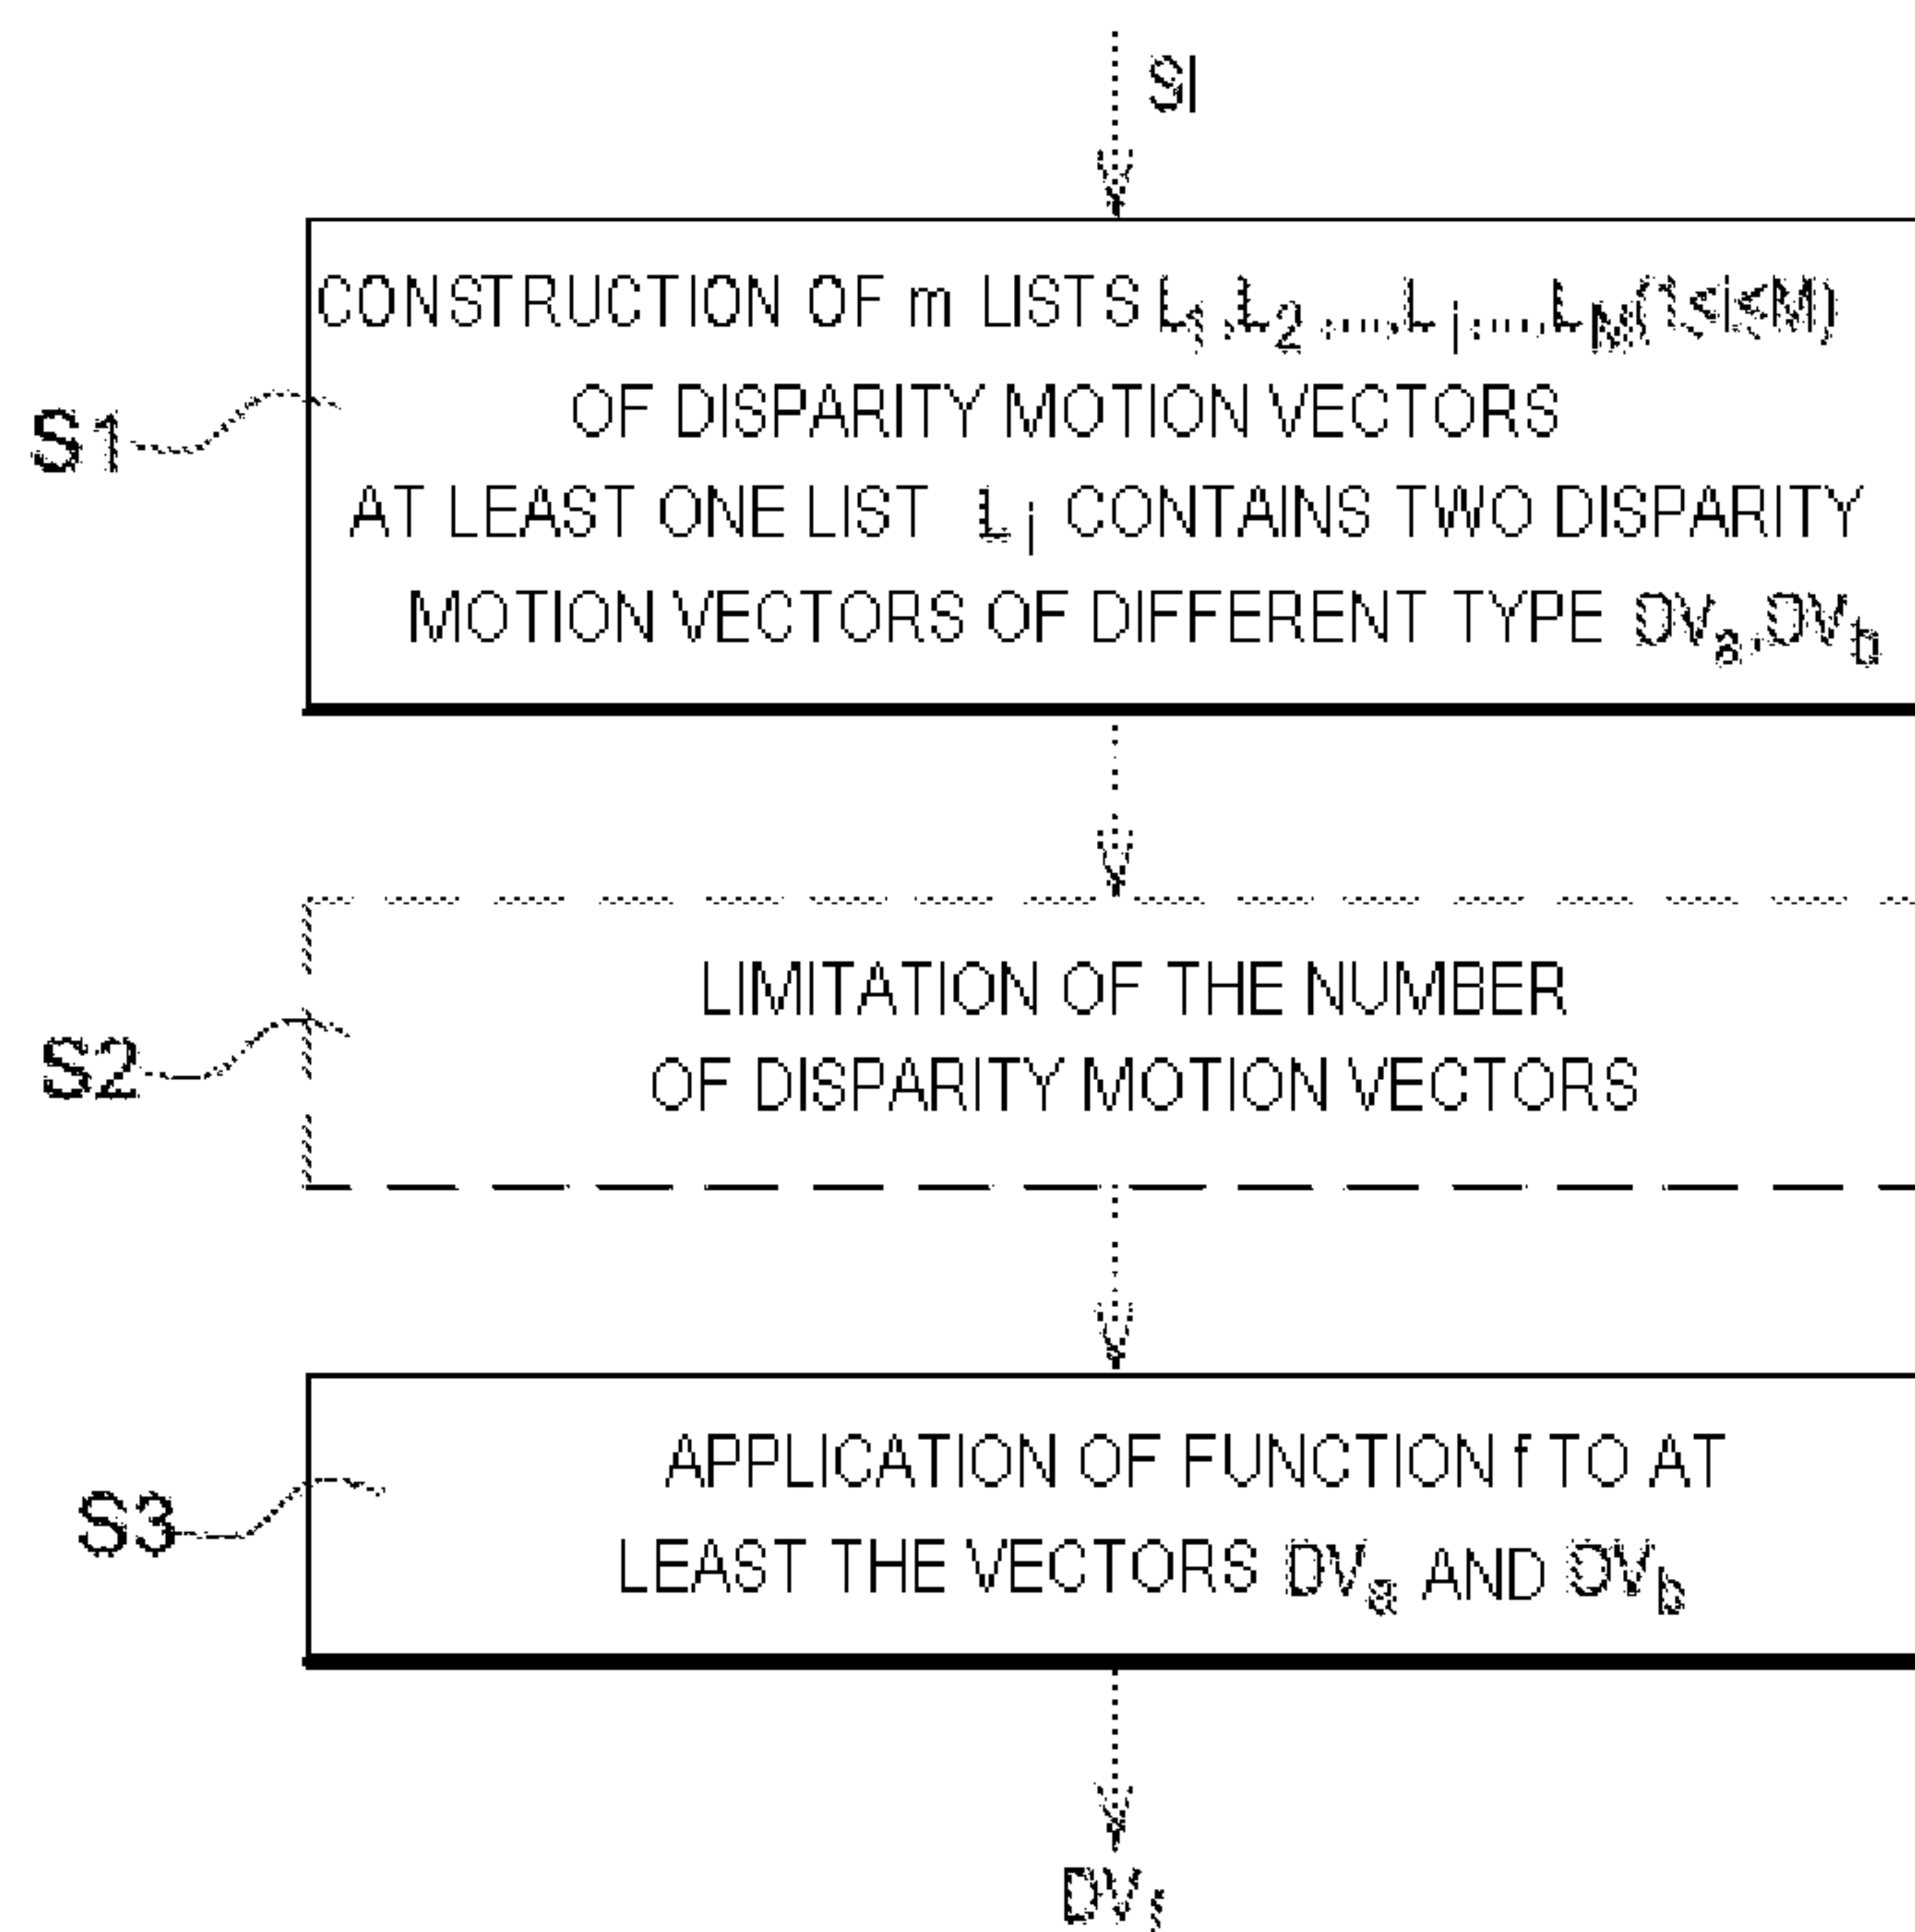 SI
CONSTRUCTION OF m LISTS L1,L2,...,Li,...,LM(1≤i≤M)
OF DISPARITY MOTION VECTORS
S1
AT LEAST ONE LIST Li CONTAINS TWO DISPARITY
MOTION VECTORS OF DIFFERENT TYPE DVa,DVb
LIMITATION OF THE NUMBER
S2
OF DISPARITY MOTION VECTORS
APPLICATION OF FUNCTION f TO AT
S3
LEAST THE VECTORS DVa AND DVb
DVf